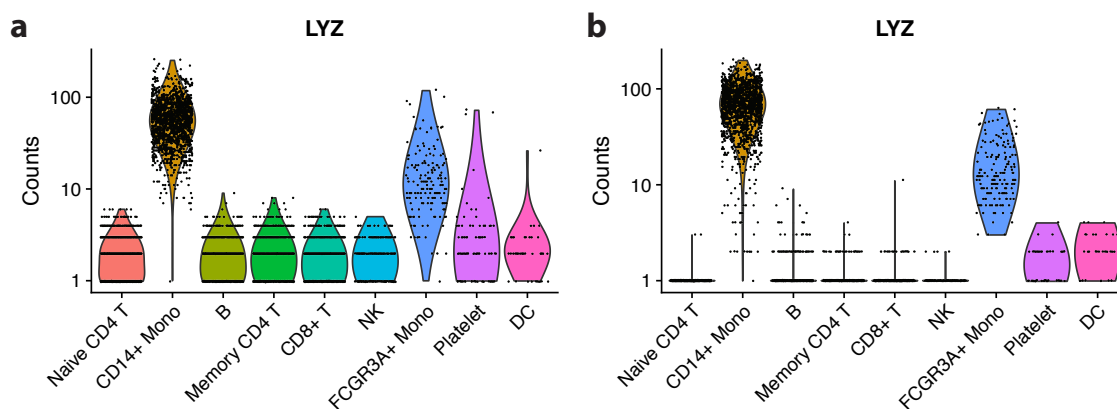 a
LYZ
Counts
100
10
1
Naive CD4 T
CD14+ Mono
B
Memory CD4 T
CD8+ T
NK
FCGR3A+ Mono
Platelet
DC
b
LYZ
Counts
100
10
1
Naive CD4 T
CD14+ Mono
B
Memory CD4 T
CD8+ T
NK
FCGR3A+ Mono
Platelet
DC